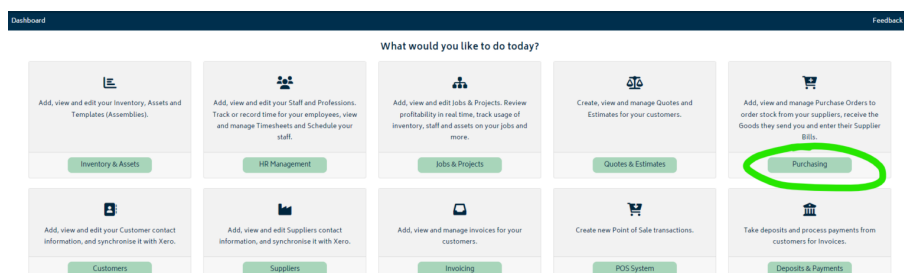 Dashboard
Feedback
What would you like to do today?
Add, view and edit your Inventory, Assets and
Templates (Assemblies).
Inventory & Assets
Add, view and edit your Staff and Professions.
Track or record time for your employees, view
and manage Timesheets and Schedule your
staff.
HR Management
Add, view and edit Jobs & Projects. Review
profitability in real time, track usage of
inventory, staff and assets on your jobs and
more.
Jobs & Projects
Create, view and manage Quotes and
Estimates for your customers.
Quotes & Estimates
Add, view and manage Purchase Orders to
order stock from your suppliers, receive the
Goods they send you and enter their Supplier
Bills.
Purchasing
Add, view and edit your Customer contact
information, and synchronise it with Xero.
Customers
Add, view and edit Suppliers contact
information, and synchronise it with Xero.
Suppliers
Add, view and manage invoices for your
customers.
Invoicing
Create new Point of Sale transactions.
POS System
Take deposits and process payments from
customers for Invoices.
Deposits & Payments